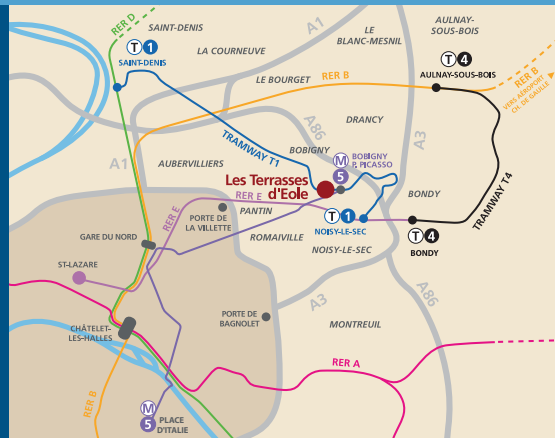 RER D
SAINT-DENIS
T 1
SAINT-DENIS
LA COURNEUVE
A1
LE
BLANC-MESNIL
AULNAY-
SOUS-BOIS
T 4
AULNAY-SOUS-BOIS
RER B
VERS AÉROPORT
CH. DE GAULLE
LE BOURGET
RER B
A86
DRANCY
A3
TRAMWAY T1
BOBIGNY
A1
AUBERVILLIERS
M
5
BOBIGNY
P. PICASSO
Les Terrasses
d'Eole
RER E
RER E
PANTIN
PORTE DE
LA VILLETTE
T 1
NOISY-LE-SEC
BONDY
TRAMWAY T4
T 4
BONDY
GARE DU NORD
ROMAIVILLE
NOISY-LE-SEC
ST-LAZARE
A3
A86
PORTE DE
BAGNOLET
MONTREUIL
CHÂTELET-
LES-HALLES
RER A
RER B
M
5
PLACE
D'ITALIE